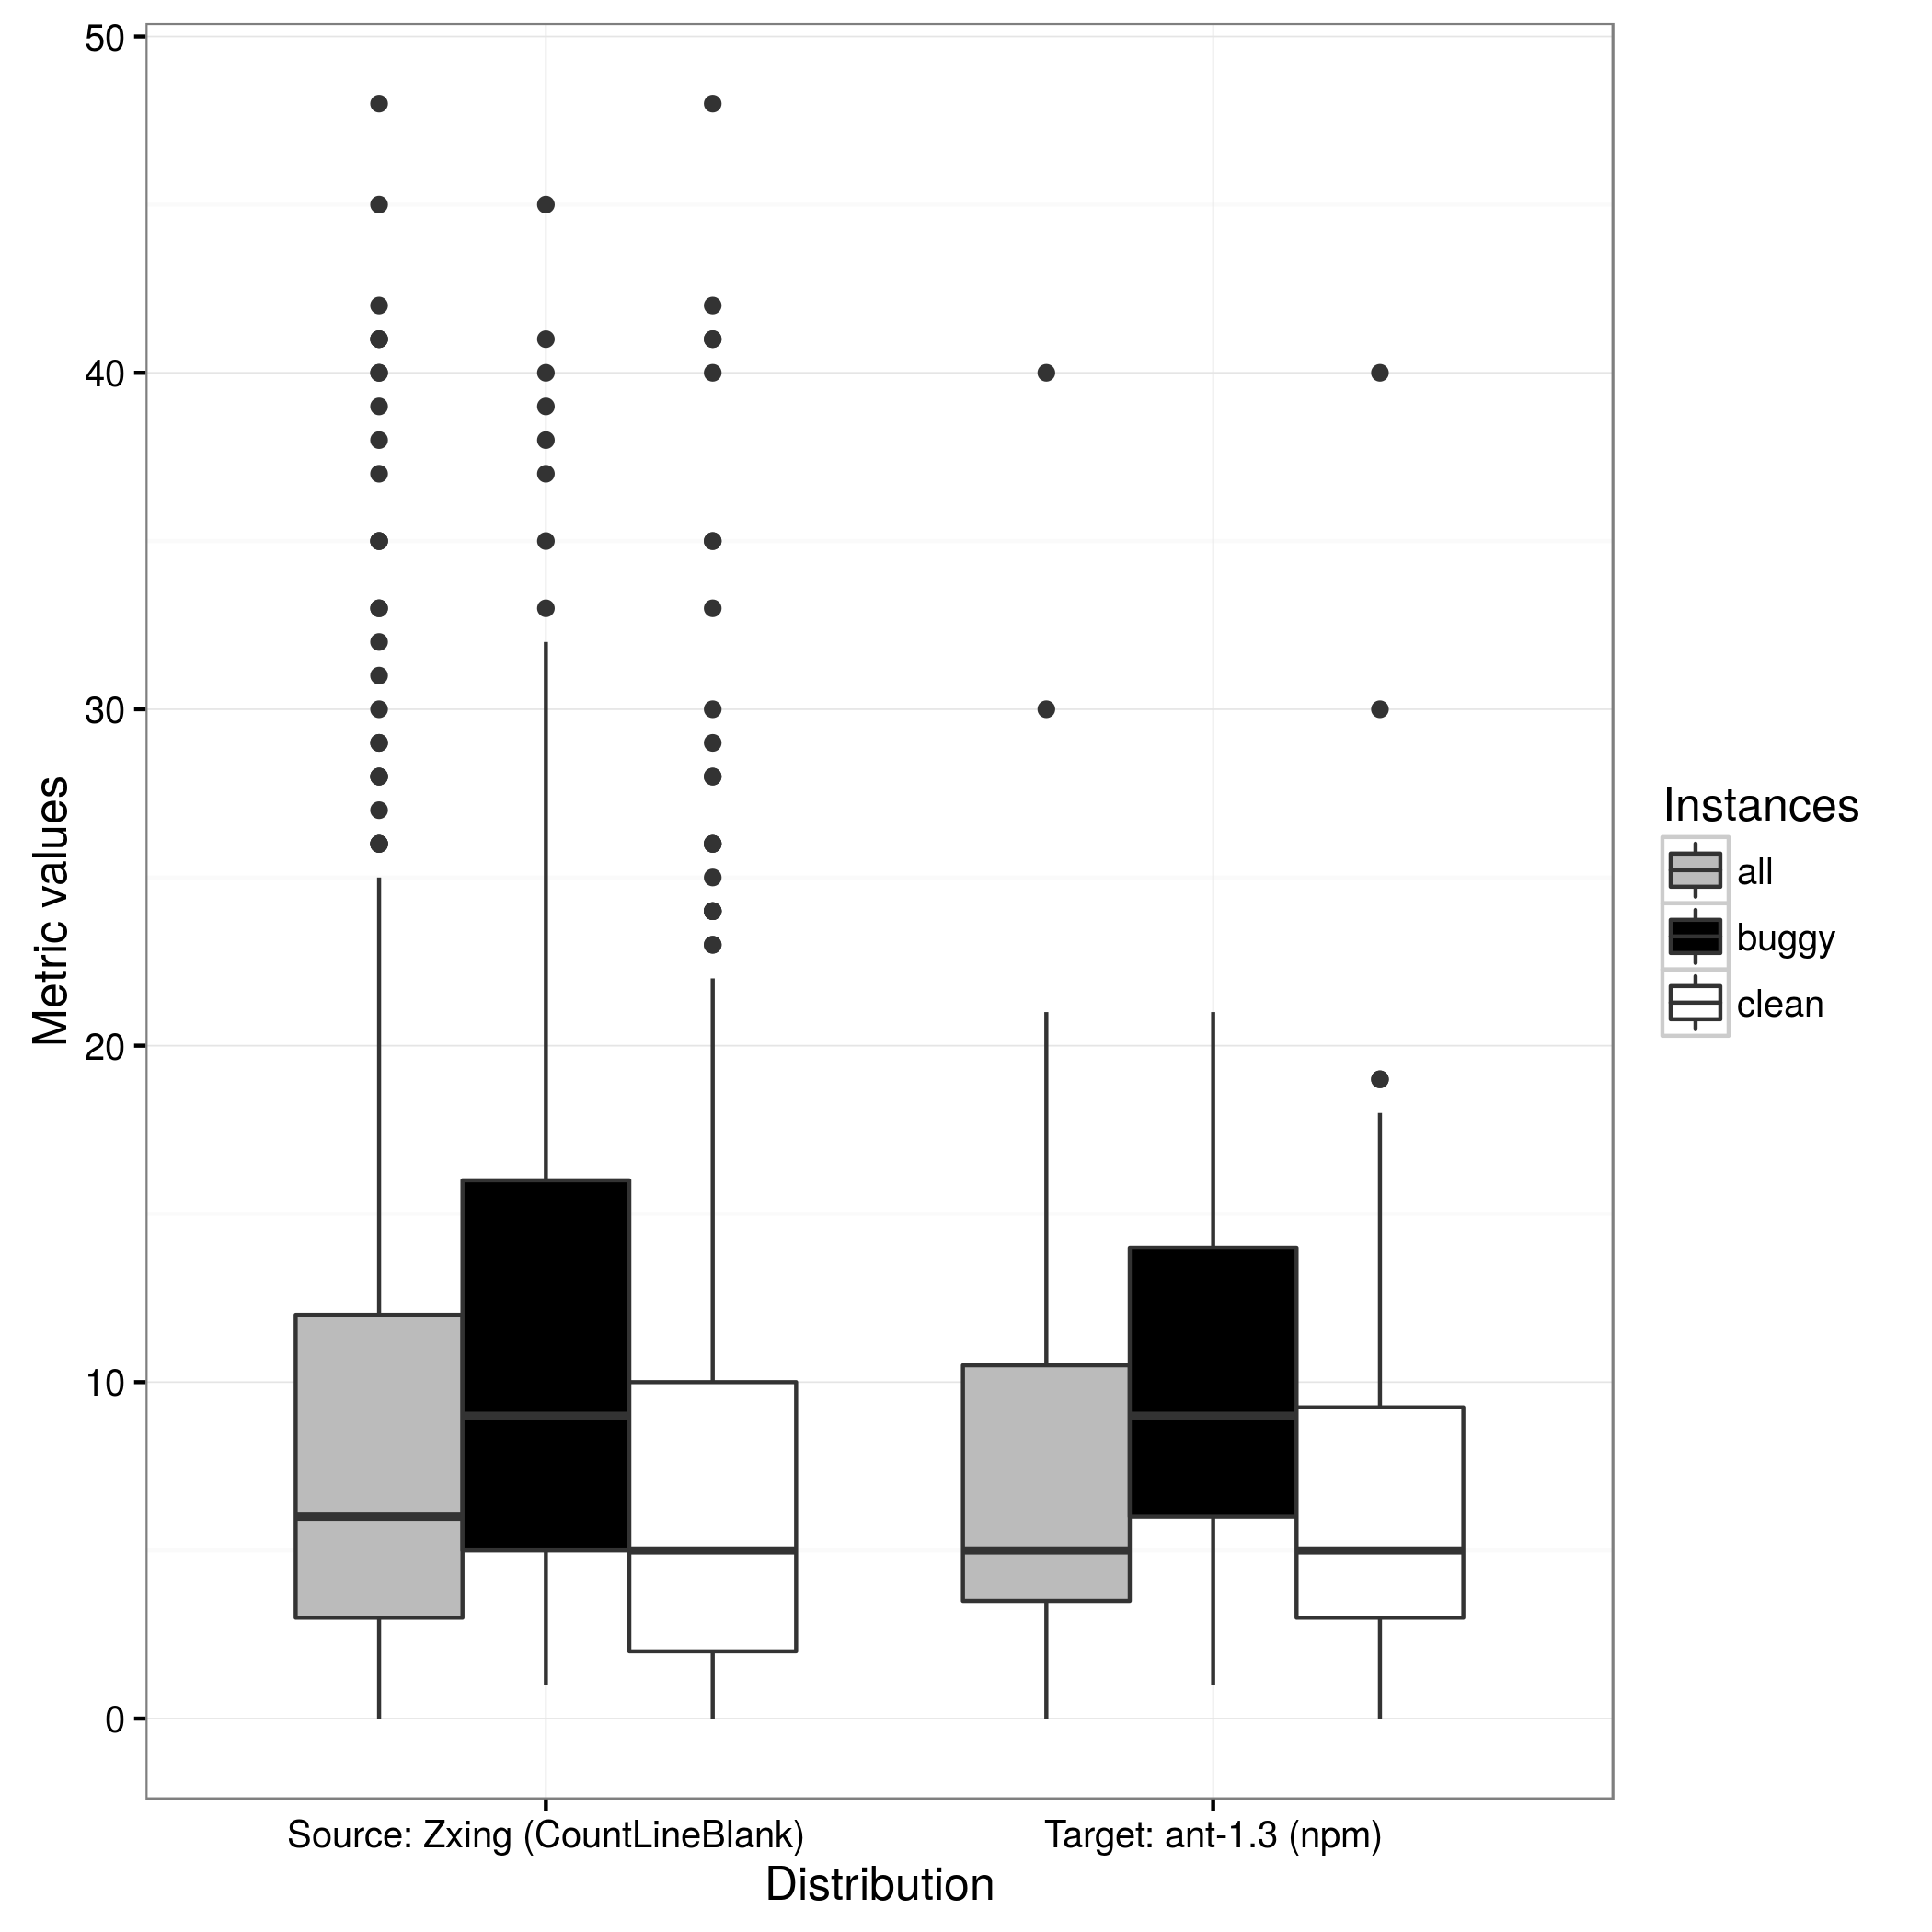 50
40
30
20
10
0
Metric values
Source: Zxing (CountLineBlank)
Target: ant-1.3 (npm)
Distribution
Instances
all
buggy
clean